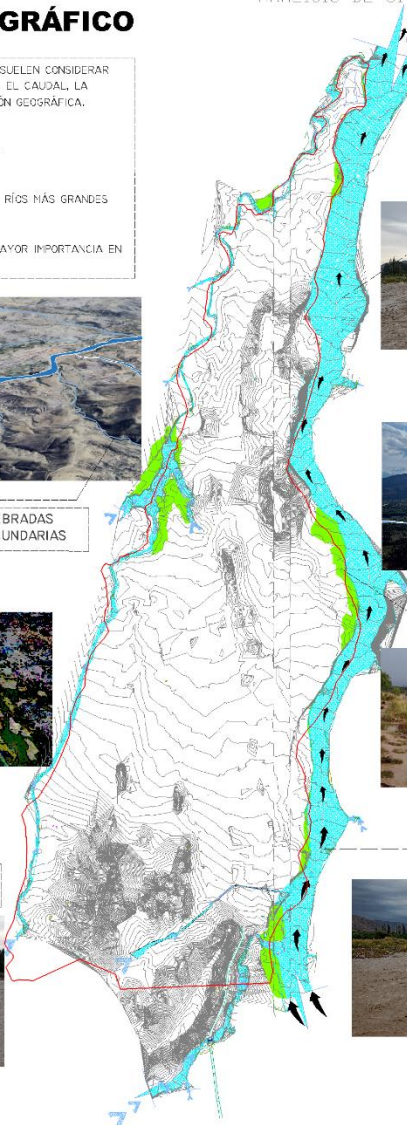 GRÁFICO
SUELEN CONSIDERAR
EL CAUDAL, LA
ÓN GEOGRÁFICA.
RÍOS MÁS GRANDES
AYOR IMPORTANCIA EN
BRADAS
UNDARIAS